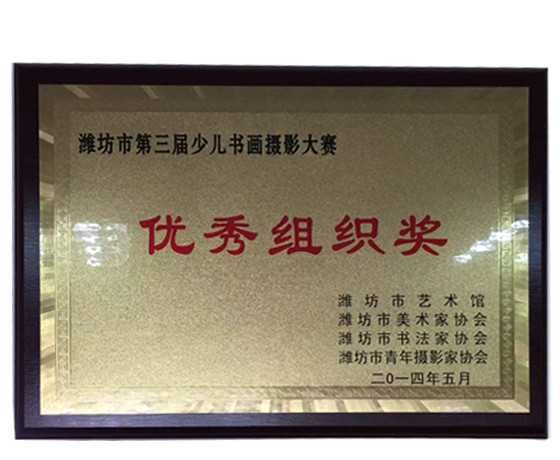 潍坊市第三届少儿书画摄影大赛
优秀组织奖
潍坊市艺术馆
潍坊市美术家协会
潍坊市书法家协会
潍坊市青年摄影家协会
二0一四年五月